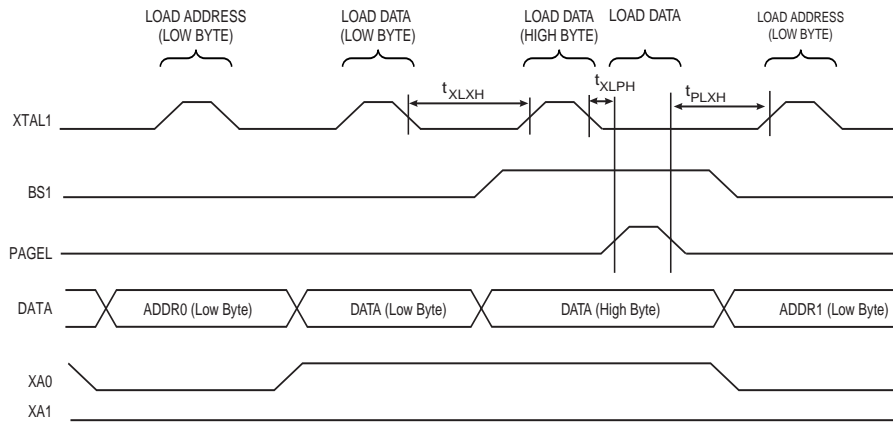 LOAD ADDRESS
(LOW BYTE)
LOAD DATA
(LOW BYTE)
LOAD DATA
(HIGH BYTE)
LOAD DATA
LOAD ADDRESS
(LOW BYTE)
tXLXH
tXLPH
tPLXH
XTAL1
BS1
PAGEL
DATA
ADDR0 (Low Byte)
DATA (Low Byte)
DATA (High Byte)
ADDR1 (Low Byte)
XA0
XA1